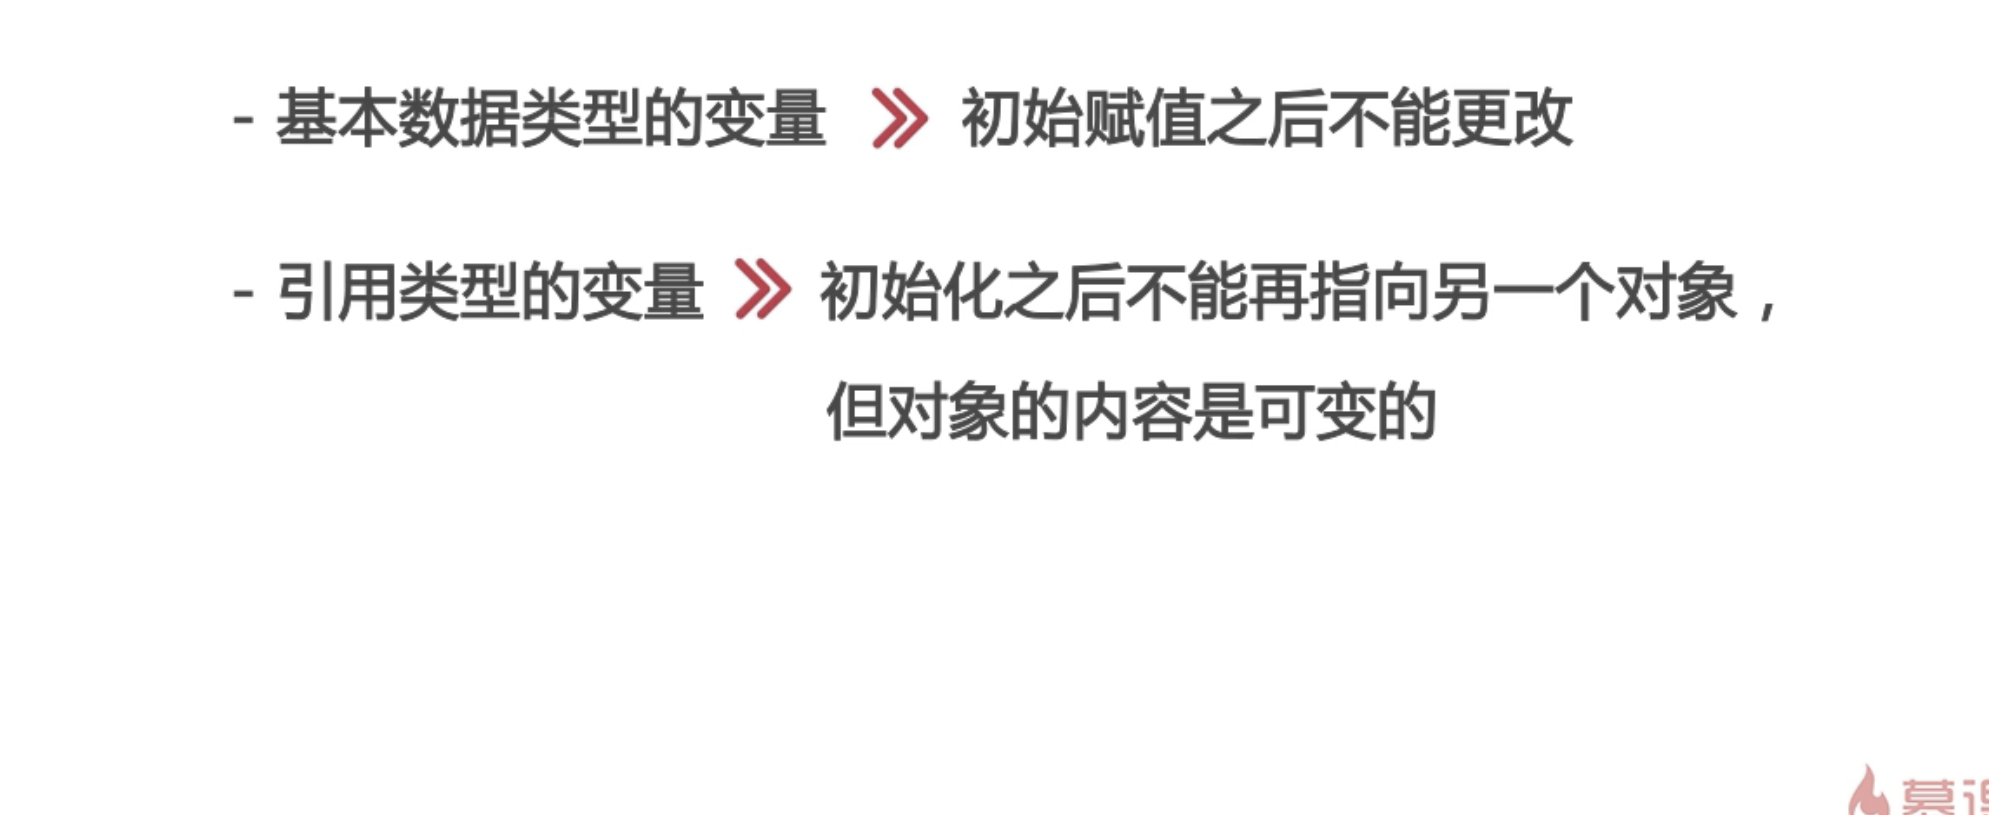 - 基本数据类型的变量 >> 初始赋值之后不能更改
- 引用类型的变量 >> 初始化之后不能再指向另一个对象，
但对象的内容是可变的
慕课